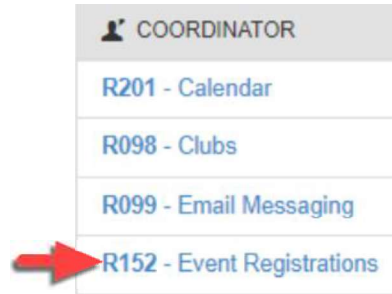 COORDINATOR
R201 - Calendar
R098 - Clubs
R099 - Email Messaging
R152 - Event Registrations